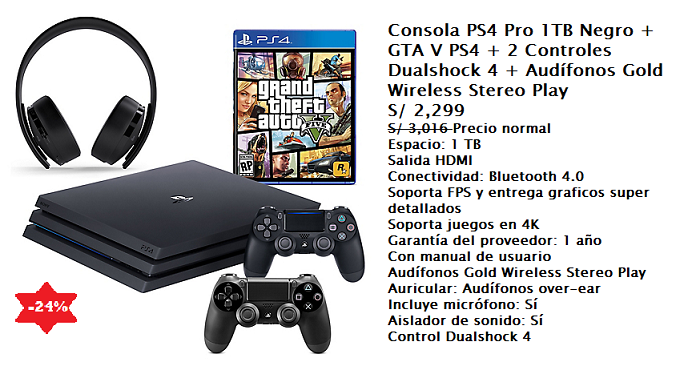 Consola PS4 Pro 1TB Negro +
GTA V PS4 + 2 Controles
Dualshock 4 + Audífonos Gold
Wireless Stereo Play
S/ 2,299
S/ 3,016 Precio normal
Espacio: 1 TB
Salida HDMI
Conectividad: Bluetooth 4.0
Soporta FPS y entrega graficos super
detallados
Soporta juegos en 4K
Garantía del proveedor: 1 año
Con manual de usuario
Audífonos Gold Wireless Stereo Play
Auricular: Audífonos over-ear
Incluye micrófono: Sí
Aislador de sonido: Sí
Control Dualshock 4
PS4
grand
theft
auto
V
FIVE
RP
R
PS4
-24%